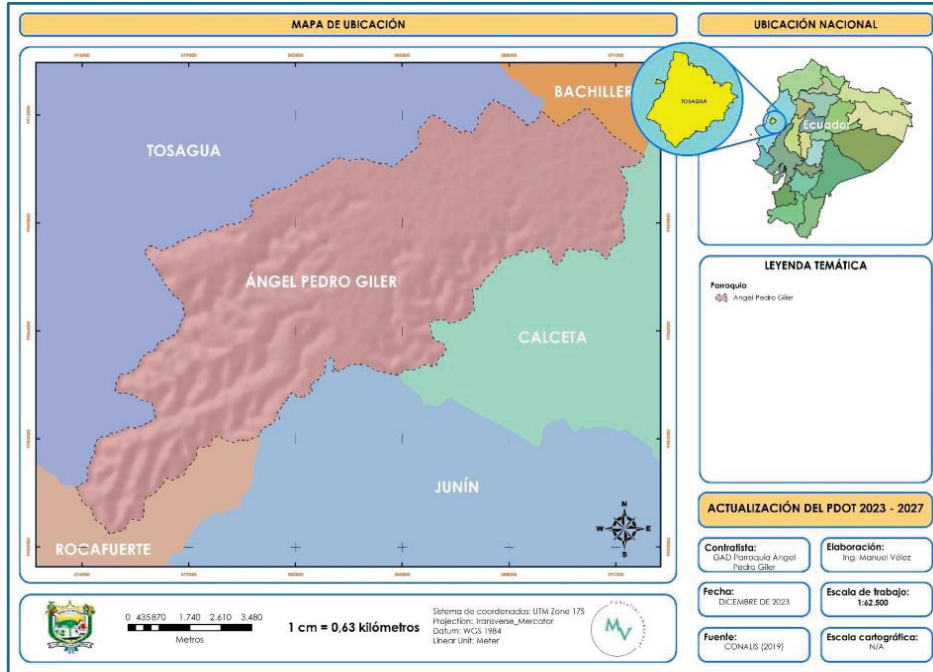 MAPA DE UBICACIÓN
UBICACIÓN NACIONAL
BACHILLER
TOSAGUA
TOSAGUA
Ecuador
ÁNGEL PEDRO GILER
CALCETA
JUNÍN
ROCAFUERTE
N
W E
S
LEYENDA TEMÁTICA
Parroquia
Angel Pedro Giler
ACTUALIZACIÓN DEL PDOT 2023 - 2027
Contratista:
GAD Parroquia Ángel
Pedro Giler
Elaboración:
Ing. Manuel Vélez
Fecha:
DICIEMBRE DE 2023
Escala de trabajo:
1:62.500
Fuente:
CONALIS (2019)
Escala cartográfica:
N/A
0 435870 1.740 2.610 3.480
Metros
1 cm = 0,63 kilómetros
Sistema de coordenadas: UTM Zone 17S
Projection: Transverse_Mercator
Datum: WGS 1984
Linear Unit: Meter
MV